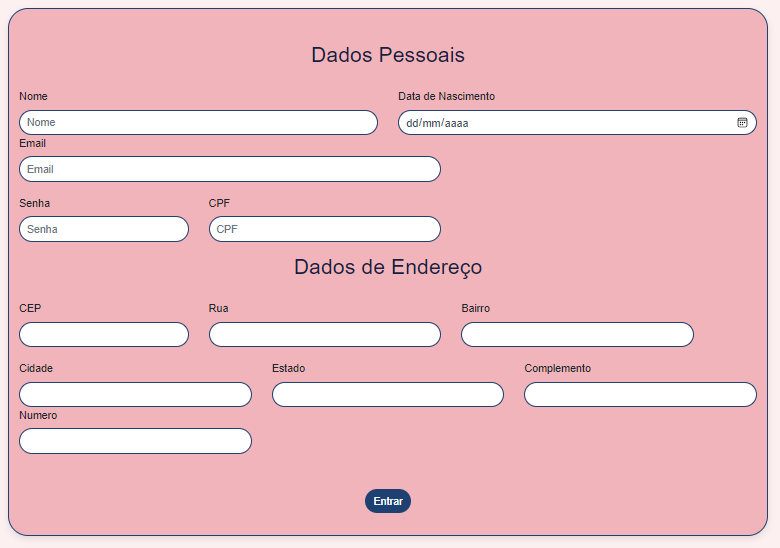 Dados Pessoais
Nome Data de Nascimento
Nome dd/mm/aaaa
Email
Email
Senha CPF
Senha CPF
Dados de Endereço
CEP Rua Bairro
Cidade Estado Complemento
Numero
Entrar